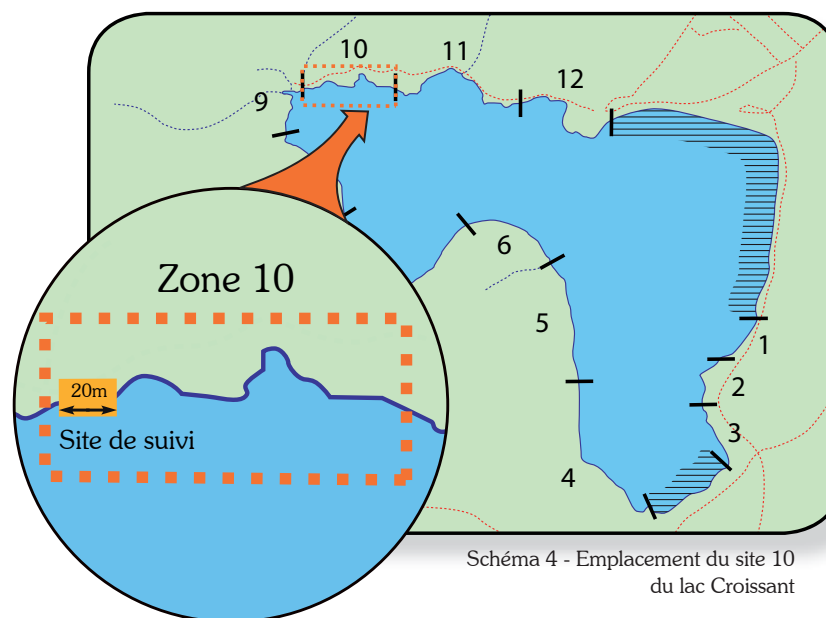 10
11
12
9
6
5
1
2
3
4
Zone 10
20m
Site de suivi
Schéma 4 - Emplacement du site 10
du lac Croissant